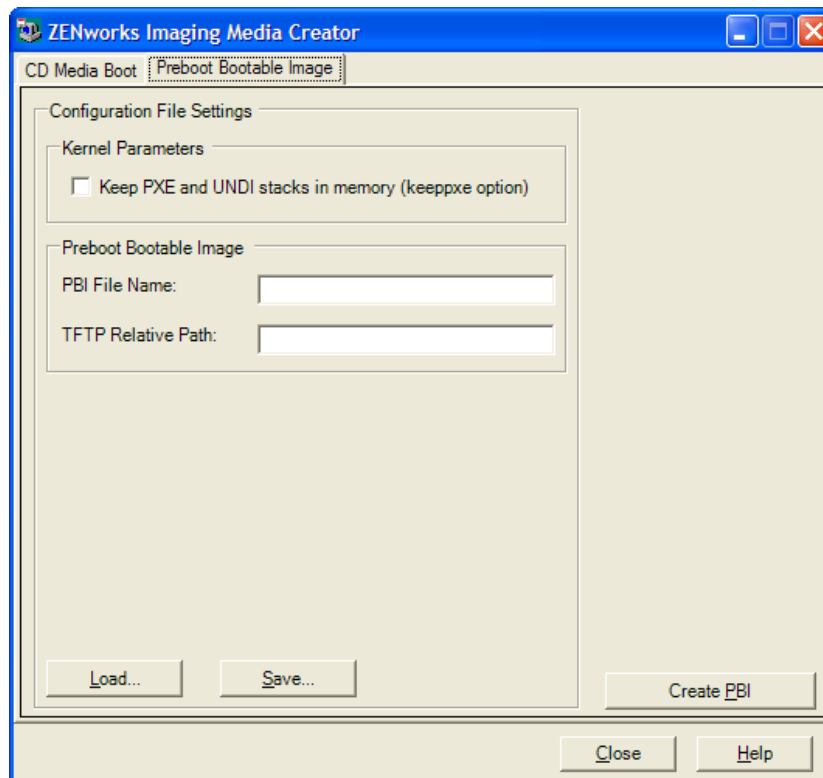 ZENworks Imaging Media Creator
CD Media Boot
Preboot Bootable Image
Configuration File Settings
Kernel Parameters
Keep PXE and UNDI stacks in memory (keeppxe option)
Preboot Bootable Image
PBI File Name:
TFTP Relative Path:
Load...
Save...
Create PBI
Close
Help